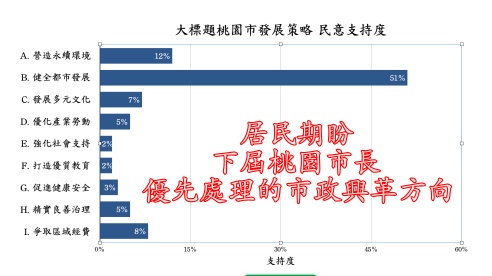 大標題桃園市發展策略 民意支持度
A. 營造永續環境
12%
B. 健全都市發展
51%
C. 發展多元文化
7%
D. 優化產業勞動
5%
E. 強化社會支持
2%
F. 打造優質教育
2%
G. 促進健康安全
3%
H. 精實良善治理
5%
I. 爭取區域經費
8%
居民期盼
下屆桃園市長
優先處理的市政興革方向
0% 15% 30% 45% 60%
支持度